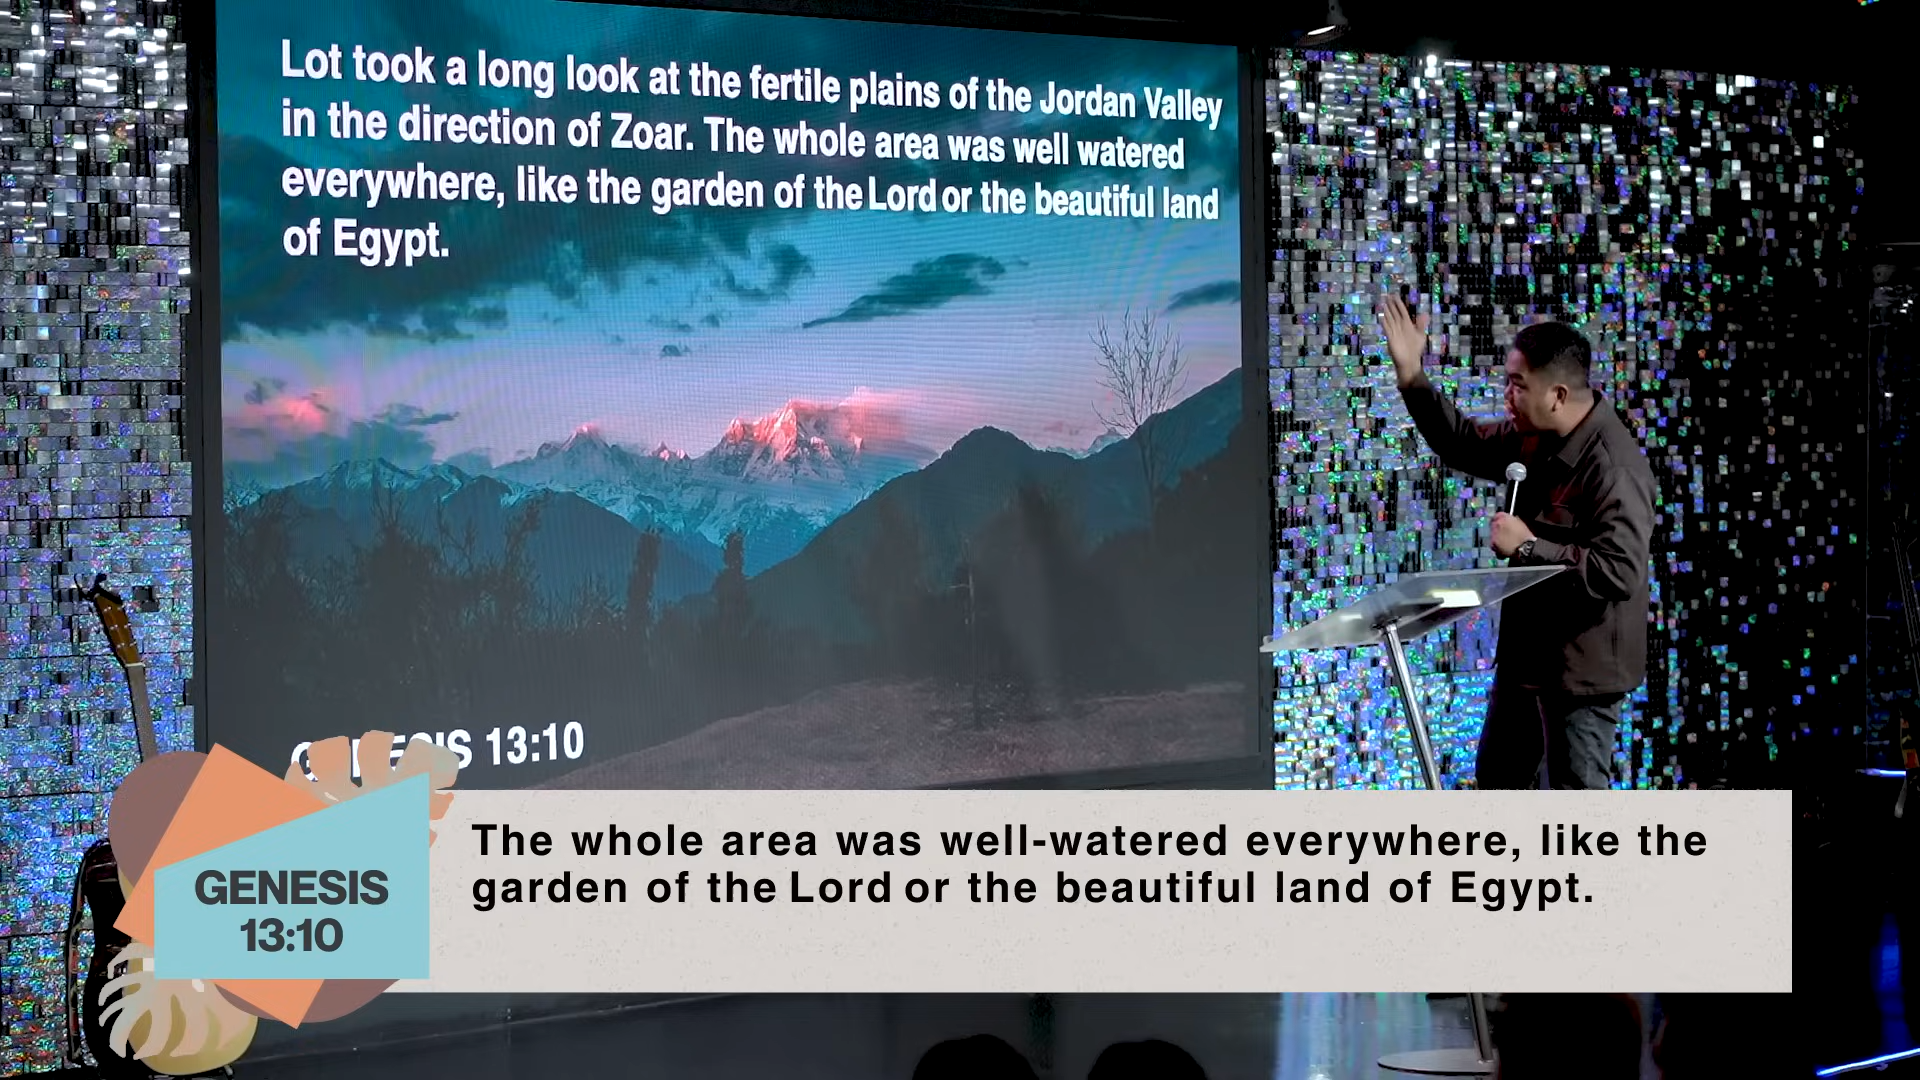 Lot took a long look at the fertile plains of the Jordan Valley
in the direction of Zoar. The whole area was well watered
everywhere, like the garden of the Lord or the beautiful land
of Egypt.
GENESIS 13:10
GENESIS
13:10
The whole area was well-watered everywhere, like the
garden of the Lord or the beautiful land of Egypt.